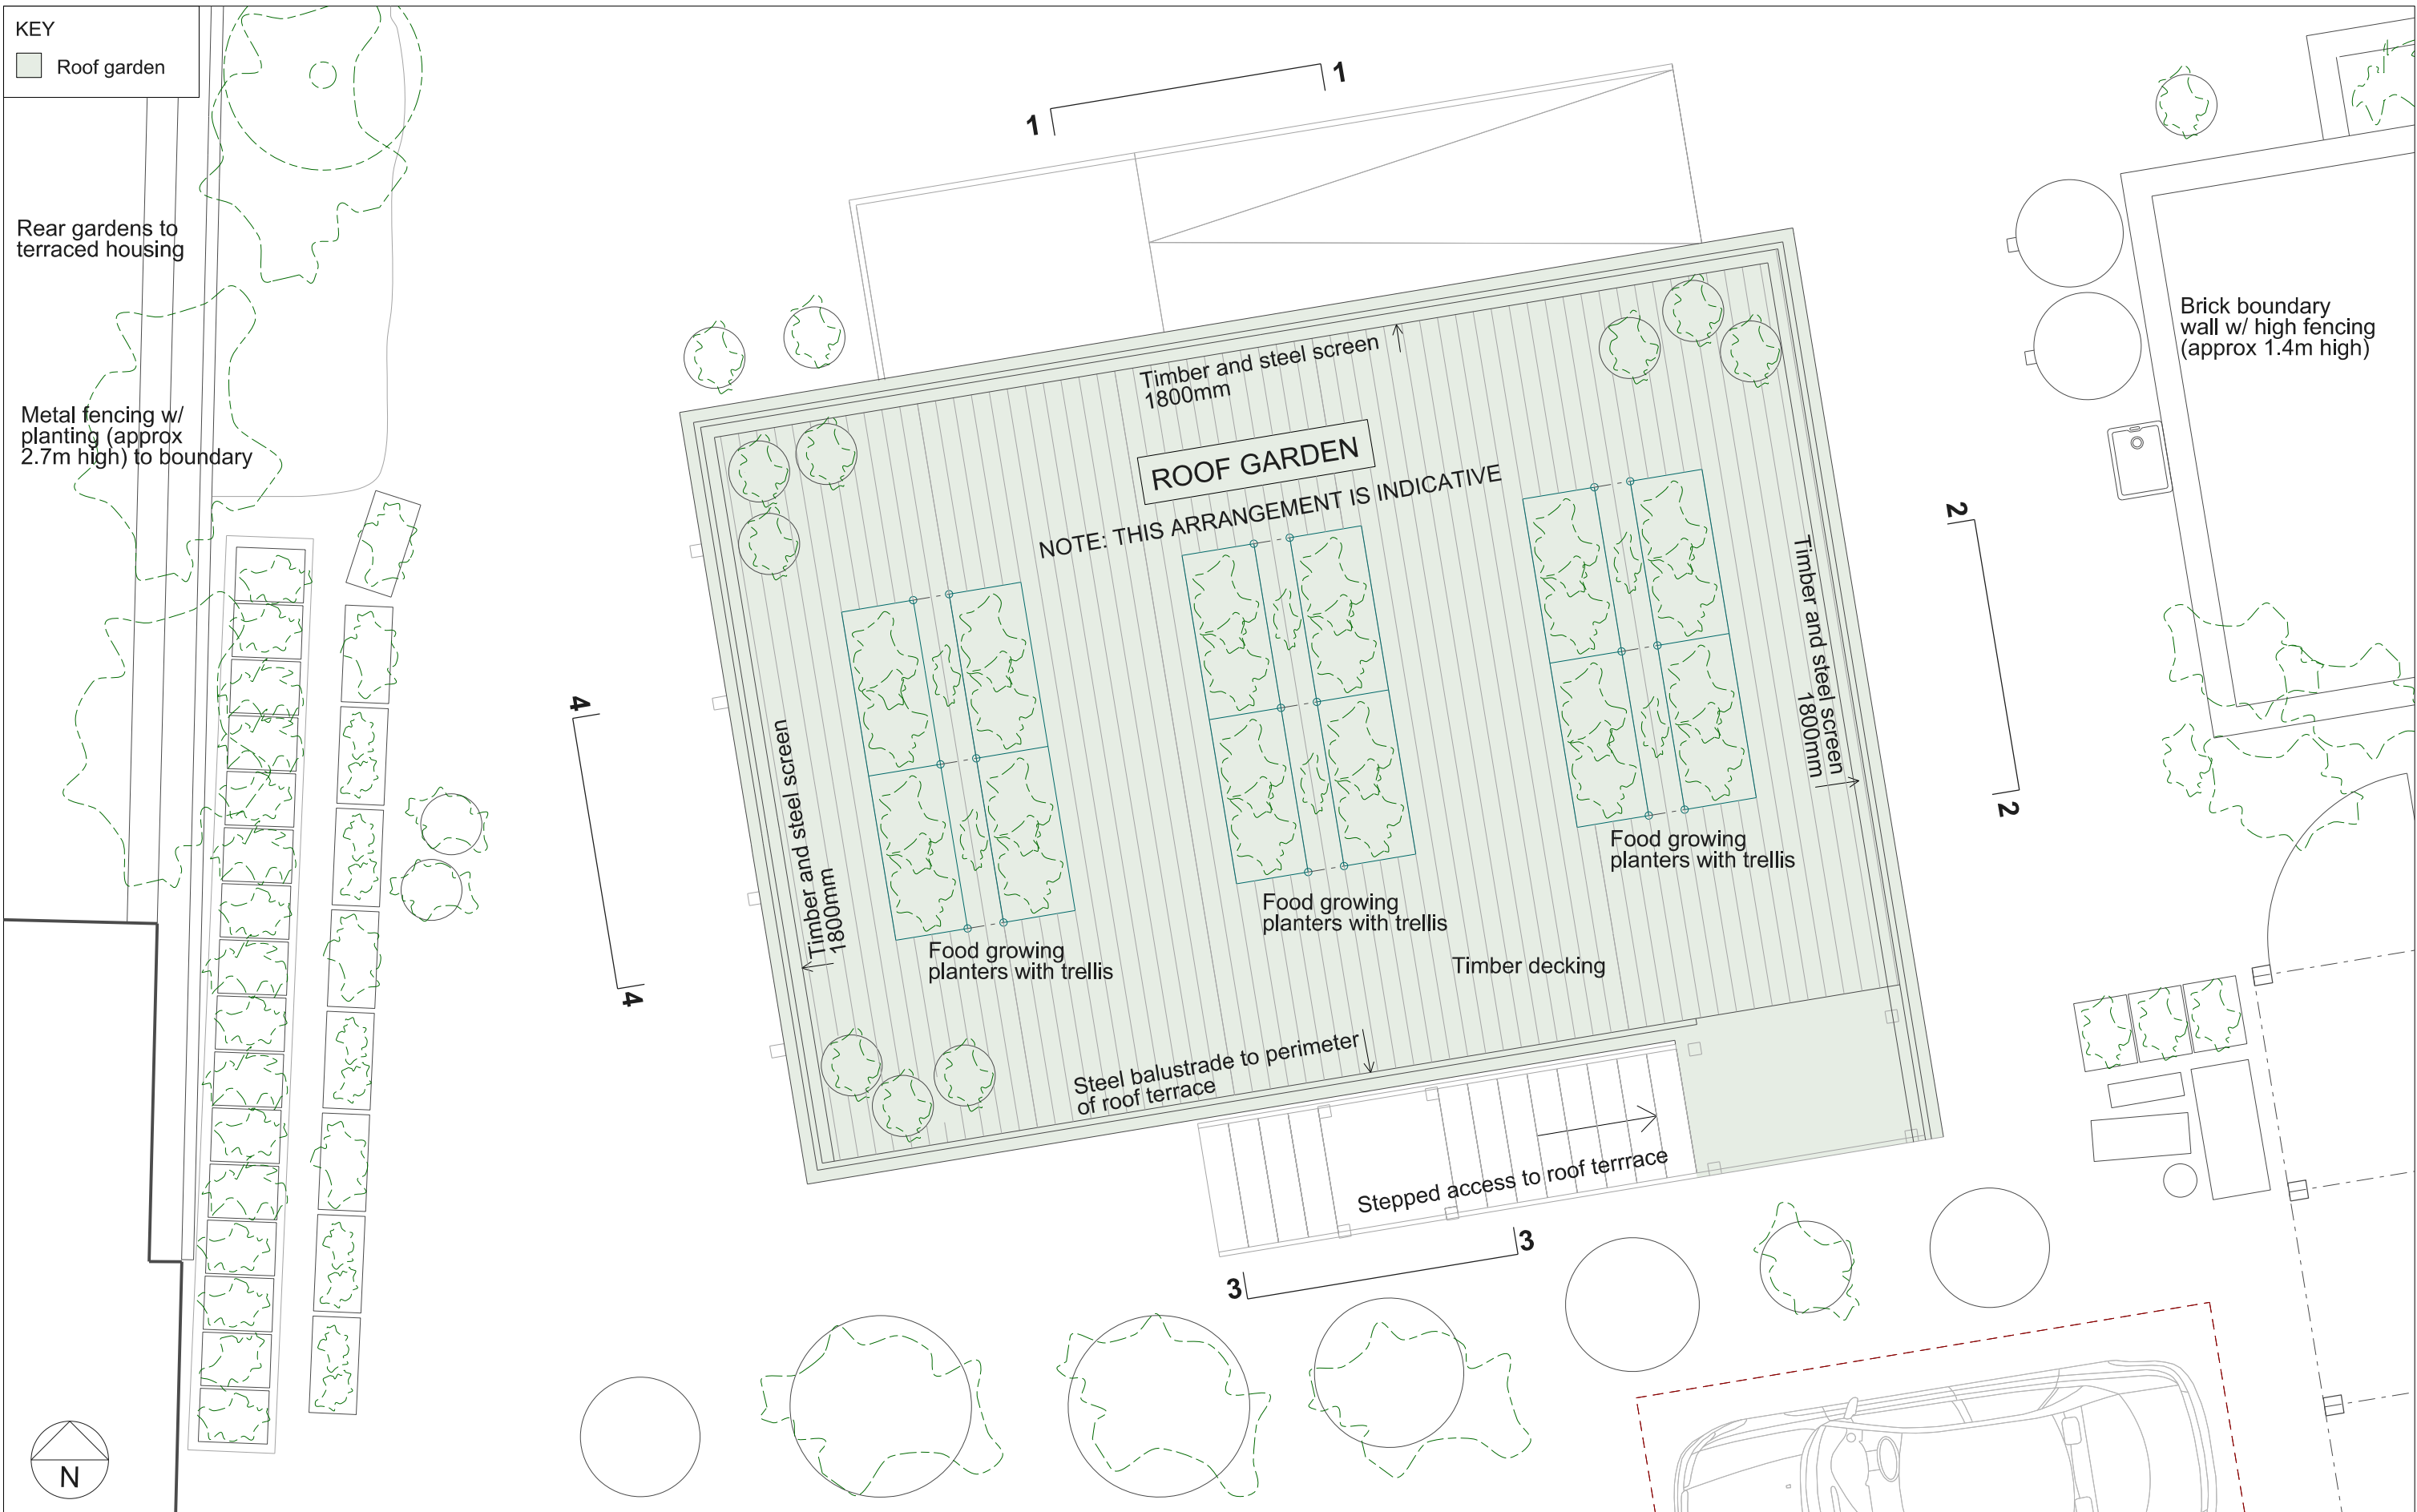 KEY
Roof garden
1
1
Rear gardens to
terraced housing
Metal fencing w/
planting (approx
2.7m high) to boundary
Brick boundary
wall w/ high fencing
(approx 1.4m high)
Timber and steel screen
1800mm
ROOF GARDEN
NOTE: THIS ARRANGEMENT IS INDICATIVE
2
2
Timber and steel screen
1800mm
4
4
Timber and steel screen
1800mm
Food growing
planters with trellis
Food growing
planters with trellis
Food growing
planters with trellis
Timber decking
Steel balustrade to perimeter
of roof terrace
Stepped access to roof terrrace
3
3
N